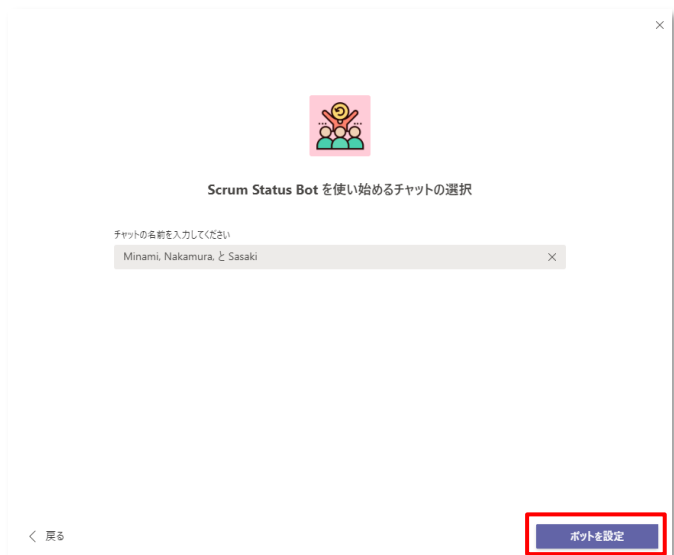 Scrum Status Bot を使い始めるチャットの選択
チャットの名前を入力してください
Minami, Nakamura, と Sasaki
戻る
ボットを設定